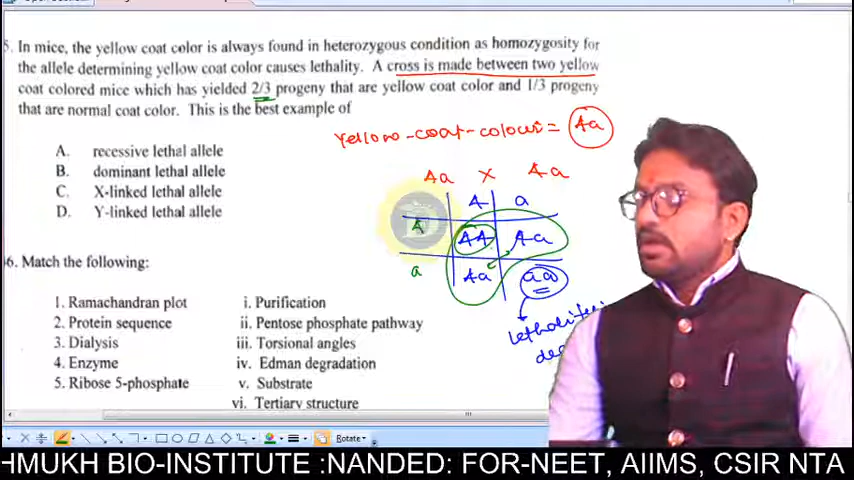 5. In mice, the yellow coat color is always found in heterozygous condition as homozygosity for
the allele determining yellow coat color causes lethality. A cross is made between two yellow
coat colored mice which has yielded 2/3 progeny that are yellow coat color and 1/3 progeny
that are normal coat color. This is the best example of
Yellow-coat-colour = Aa
A. recessive lethal allele
B. dominant lethal allele
C. X-linked lethal allele
D. Y-linked lethal allele
Aa X Aa
A a
A AA Aa
a Aa aa
36. Match the following:
1. Ramachandran plot i. Purification
2. Protein sequence ii. Pentose phosphate pathway
3. Dialysis iii. Torsional angles
4. Enzyme iv. Edman degradation
5. Ribose 5-phosphate v. Substrate
vi. Tertiary structure
Rotate
HMUKH BIO-INSTITUTE :NANDED: FOR-NEET, AIIMS, CSIR NTA